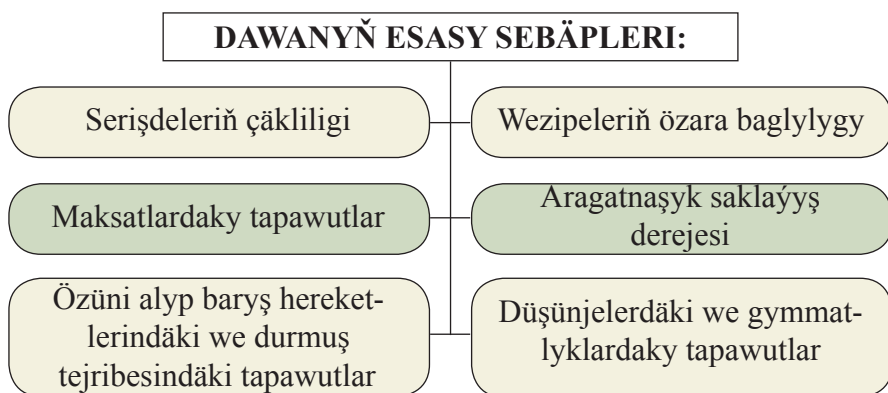 DAWANYŇ ESASY SEBÄPLERI:
Serişdeleriň çäkliligi
Wezipeleriň özara baglylygy
Maksatlardaky tapawutlar
Aragatnaşyk saklaýyş
derejesi
Özüni alyp baryş hereket-
lerindäki we durmuş
tejribesindäki tapawutlar
Düşünjelerdäki we gymmat-
lyklardaky tapawutlar